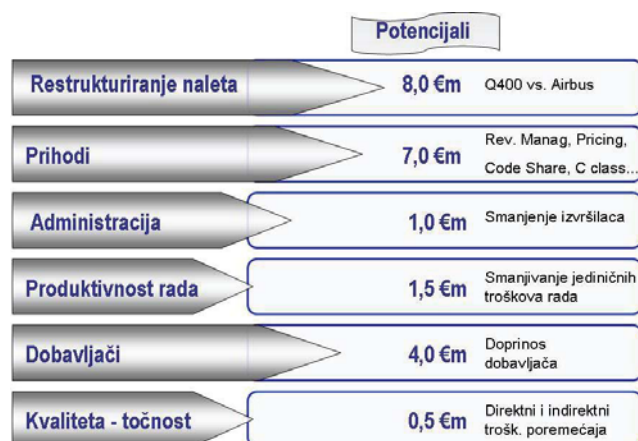 Potencijali
Restrukturiranje naleta 8,0 €m Q400 vs. Airbus
Prihodi 7,0 €m Rev. Manag, Pricing,
Code Share, C class...
Administracija 1,0 €m Smanjenje izvršilaca
Produktivnost rada 1,5 €m Smanjivanje jediničnih
troškova rada
Dobavljači 4,0 €m Doprinos
dobavljača
Kvaliteta - točnost 0,5 €m Direktni i indirektni
trošk. poremećaja